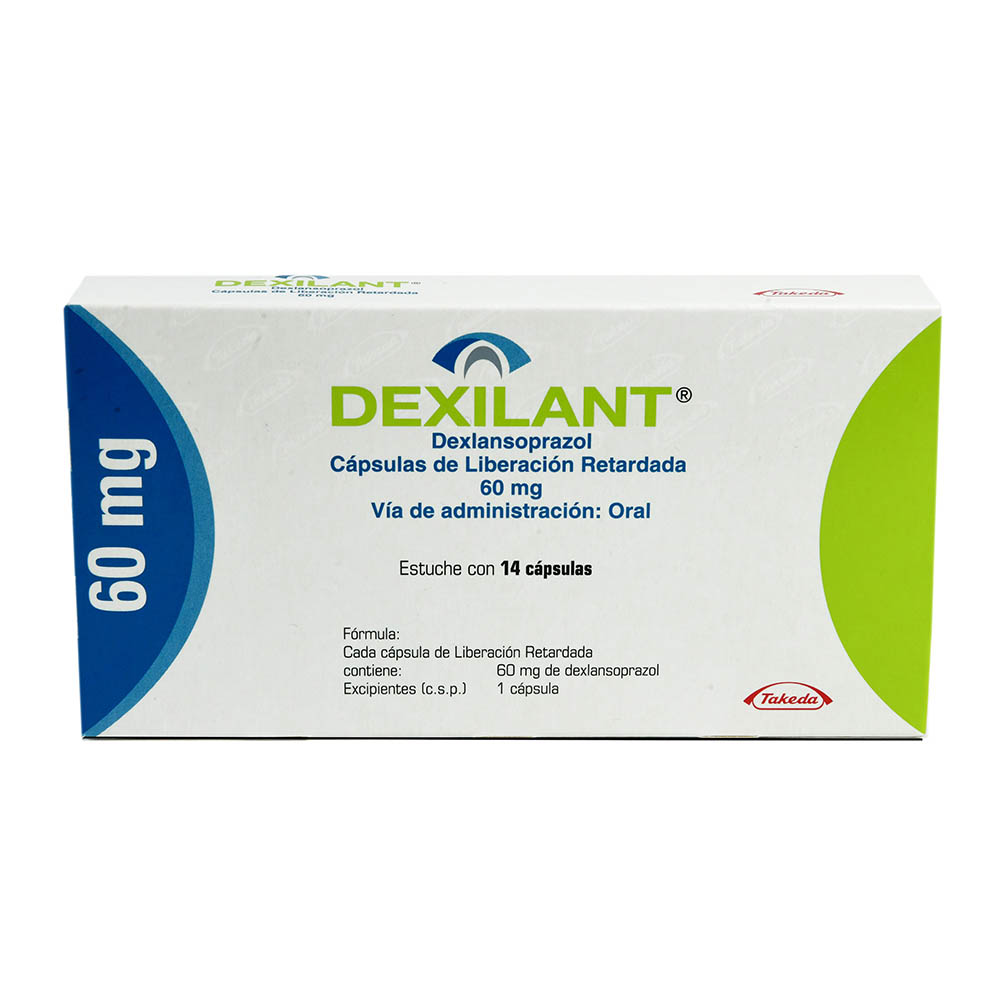 DEXILANT®
Dexlansoprazol
Cápsulas de Liberación Retardada
60 mg
Takeda
60 mg
DEXILANT®
Dexlansoprazol
Cápsulas de Liberación Retardada
60 mg
Vía de administración: Oral
Estuche con 14 cápsulas
Fórmula:
Cada cápsula de Liberación Retardada
contiene: 60 mg de dexlansoprazol
Excipientes (c.s.p.) 1 cápsula
Takeda